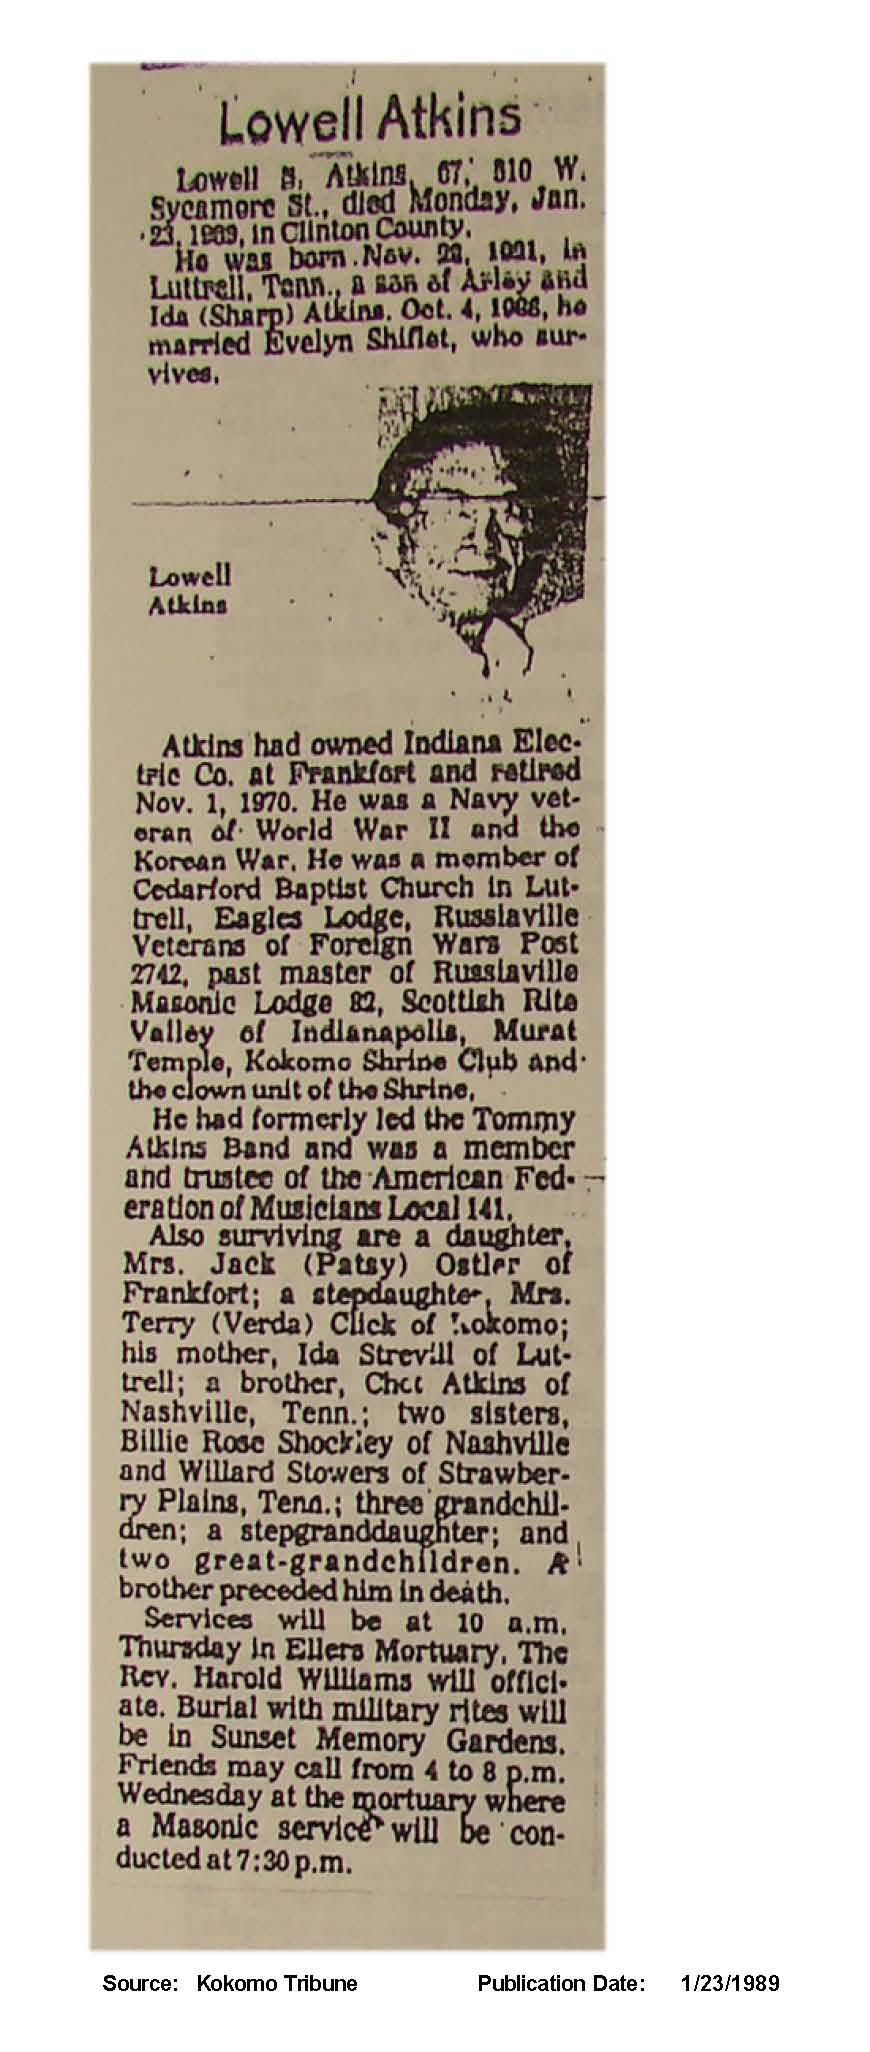 Lowell Atkins
Lowell S. Atkins, 67, 810 W.
Sycamore St., died Monday, Jan.
23, 1989, in Clinton County.
He was born Nov. in
Luttrell, Tenn., a son of Arley and
Ida (Sharp) Atkins. Oct. 4, he
married Evelyn Shiflet, who sur-
vives.
Lowell
Atkins
Atkins had owned Indiana Elec-
tric Co. at Frankfort and retired
Nov. 1, 1970. He was a Navy vet-
eran of World War II and the
Korean War. He was a member of
Cedarford Baptist Church in Lut-
trell, Eagles Lodge, Russiaville
Veterans of Foreign Wars Post
2742, past master of Russiaville
Masonic Lodge 82, Scottish Rite
Valley of Indianapolis, Murat
Temple, Kokomo Shrine Club and
the clown unit of the Shrine.
He had formerly led the Tommy
Atkins Band and was a member
and trustee of the American Fed-
eration of Musicians Local 141.
Also surviving are a daughter,
Mrs. Jack (Patsy) Ostler of
Frankfort; a stepdaughter, Mrs.
Terry (Verda) Click of Kokomo;
his mother, Ida Strevill of Lut-
trell; a brother, Chet Atkins of
Nashville, Tenn.; two sisters,
Billie Rose Shockley of Nashville
and Willard Stowers of Strawber-
ry Plains, Tenn.; three grandchil-
dren; a stepgranddaughter; and
two great-grandchildren. A
brother preceded him in death.
Services will be at 10 a.m.
Thursday in Ellers Mortuary. The
Rev. Harold Williams will offici-
ate. Burial with military rites will
be in Sunset Memory Gardens.
Friends may call from 4 to 8 p.m.
Wednesday at the mortuary where
a Masonic service will be con-
ducted at 7:30 p.m.
Source: Kokomo Tribune Publication Date: 1/23/1989